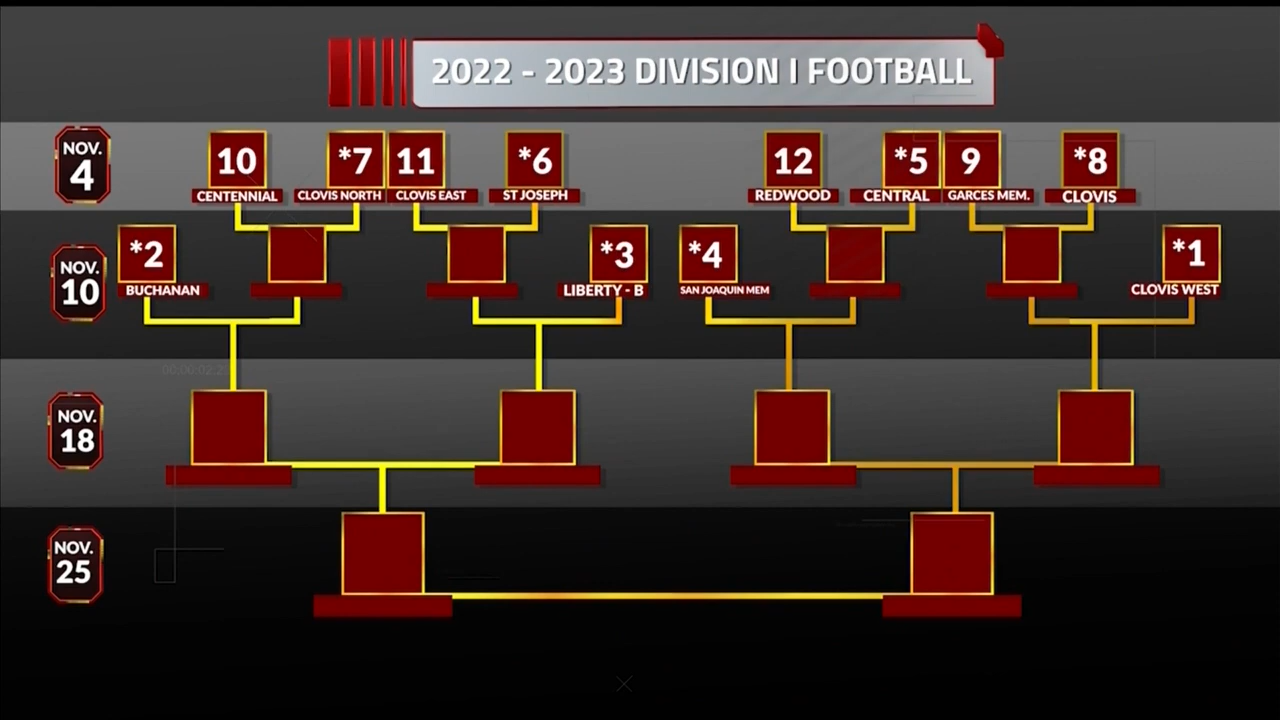 2022 - 2023 DIVISION I FOOTBALL
NOV.
4
10
*7
11
*6
12
*5
9
*8
CENTENNIAL
CLOVIS NORTH
CLOVIS EAST
ST JOSEPH
REDWOOD
CENTRAL
GARCES MEM.
CLOVIS
NOV.
10
*2
*3
*4
*1
BUCHANAN
LIBERTY - B
SAN JOAQUIN MEM
CLOVIS WEST
NOV.
18
NOV.
25